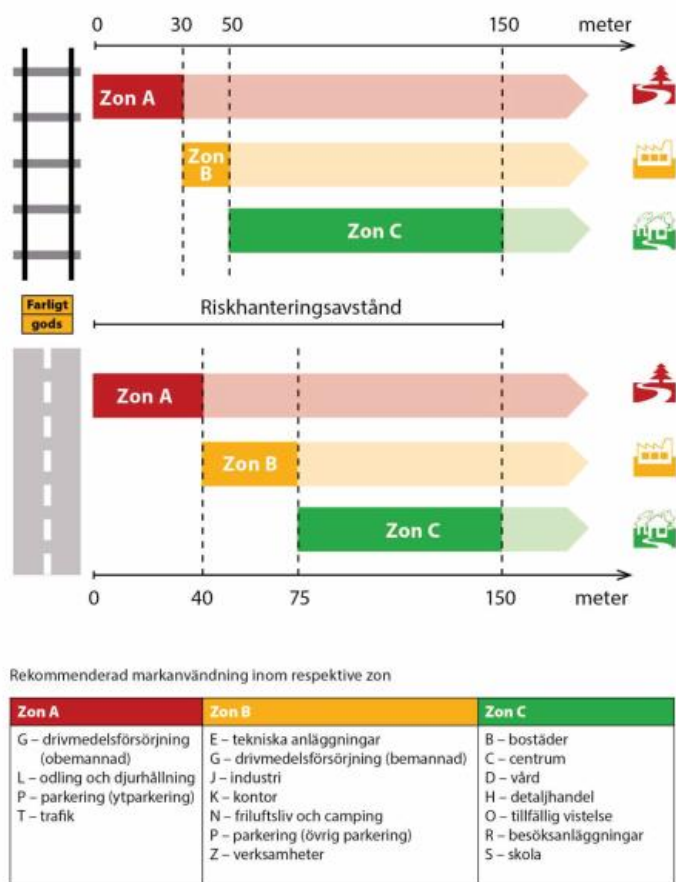 0 30 50 150 meter
Zon A
Zon
B
Zon C
Farligt
gods
Riskhanteringsavstånd
Zon A
Zon B
Zon C
0 40 75 150 meter
Rekommenderad markanvändning inom respektive zon
Zon A
G – drivmedelsförsörjning
(obemannad)
L – odling och djurhållning
P – parkering (ytparkering)
T – trafik
Zon B
E – tekniska anläggningar
G – drivmedelsförsörjning (bemannad)
J – industri
K – kontor
N – friluftsliv och camping
P – parkering (övrig parkering)
Z – verksamheter
Zon C
B – bostäder
C – centrum
D – vård
H – detaljhandel
O – tillfällig vistelse
R – besöksanläggningar
S – skola